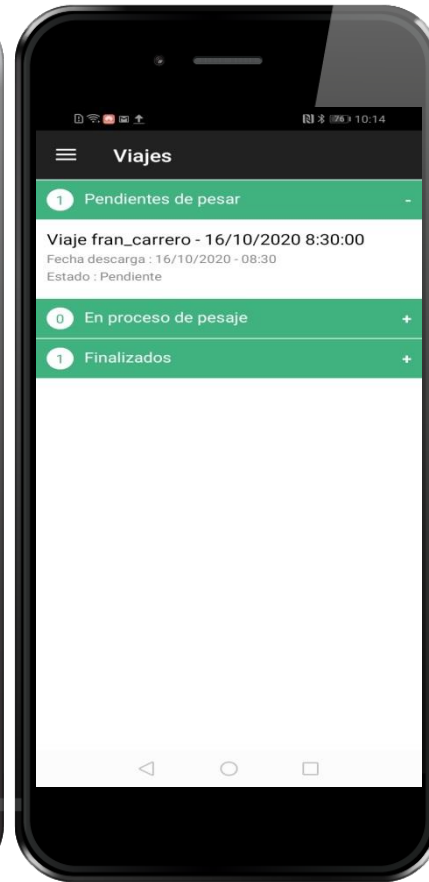 76 10:14
Viajes
1 Pendientes de pesar -
Viaje fran_carrero - 16/10/2020 8:30:00
Fecha descarga : 16/10/2020 - 08:30
Estado : Pendiente
0 En proceso de pesaje +
1 Finalizados +